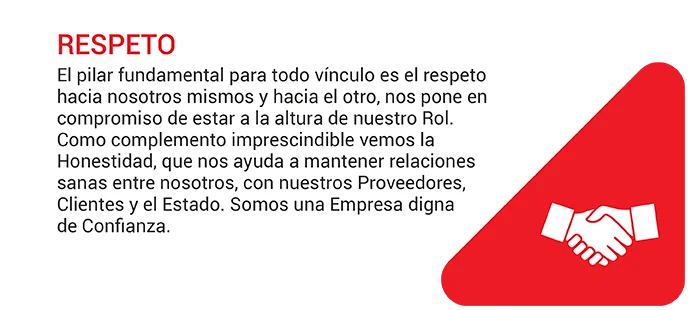 RESPETO
El pilar fundamental para todo vínculo es el respeto
hacia nosotros mismos y hacia el otro, nos pone en
compromiso de estar a la altura de nuestro Rol.
Como complemento imprescindible vemos la
Honestidad, que nos ayuda a mantener relaciones
sanas entre nosotros, con nuestros Proveedores,
Clientes y el Estado. Somos una Empresa digna
de Confianza.